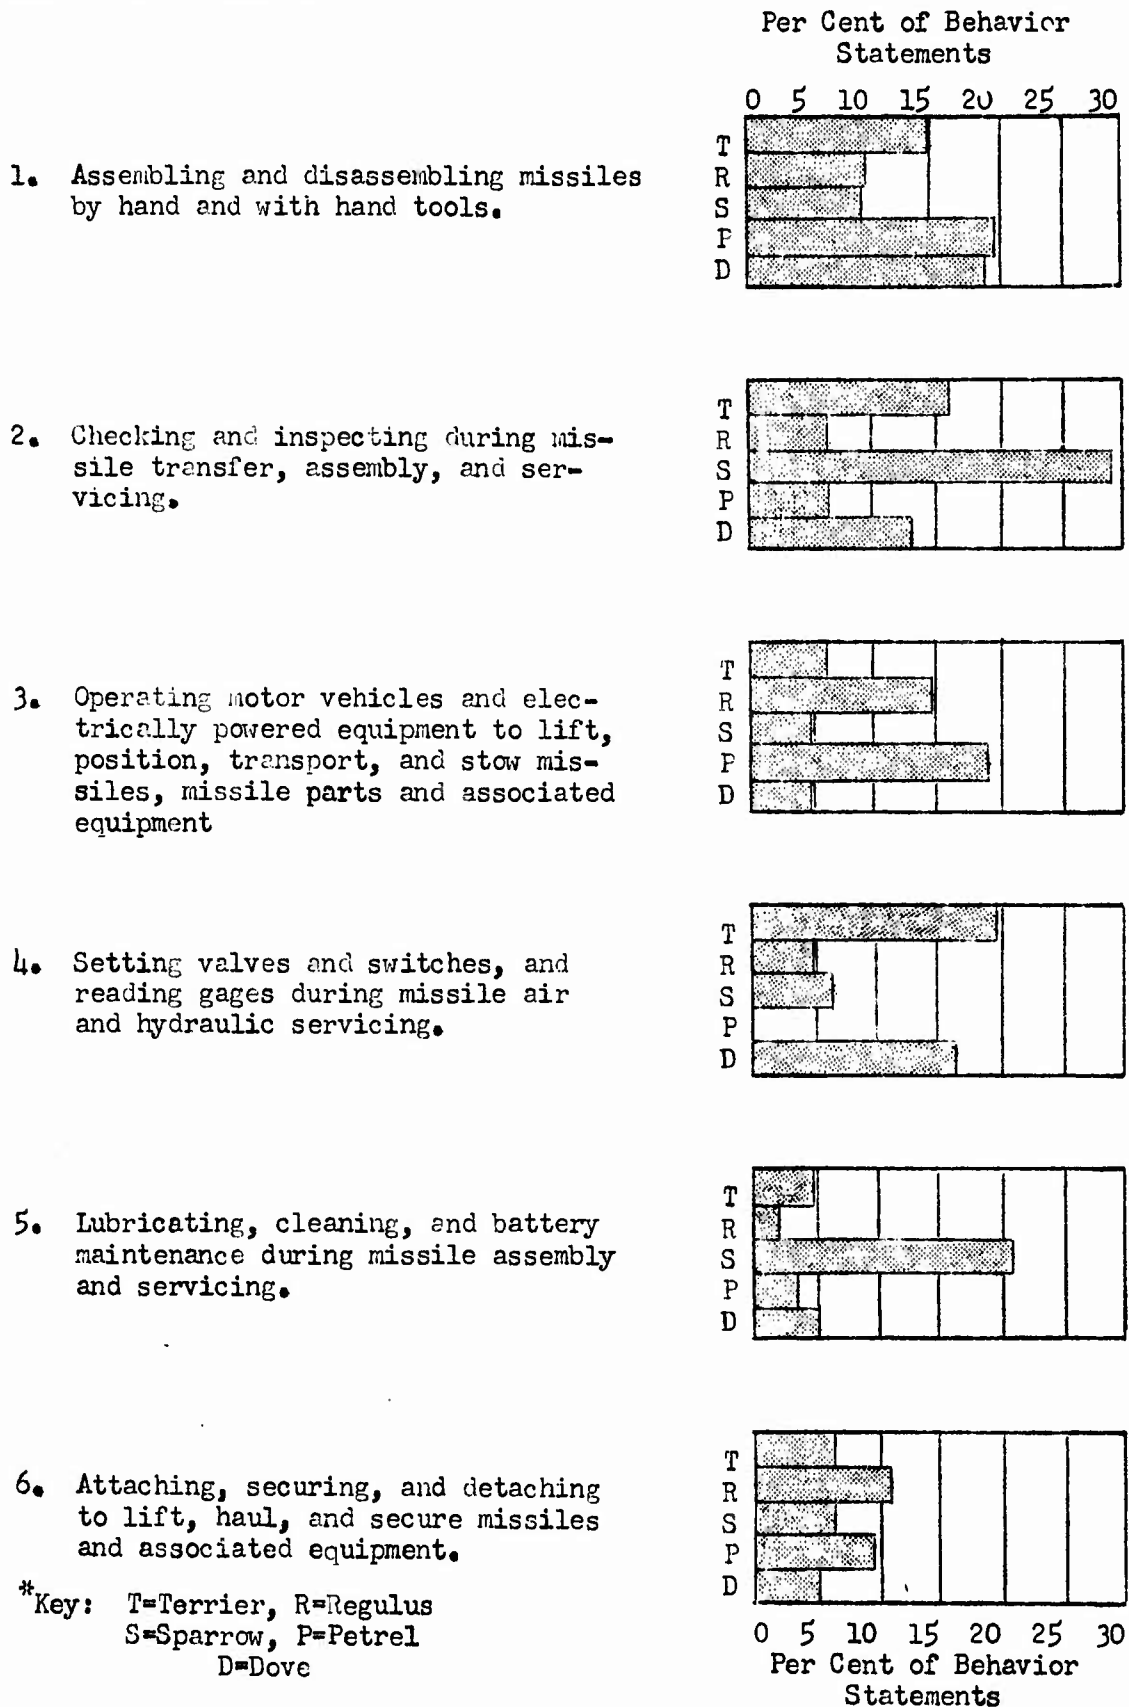 Per Cent of Behavior
Statements
0 5 10 15 20 25 30
1. Assembling and disassembling missiles
by hand and with hand tools.
T
R
S
P
D
2. Checking and inspecting during mis-
sile transfer, assembly, and ser-
vicing.
T
R
S
P
D
3. Operating motor vehicles and elec-
trically powered equipment to lift,
position, transport, and stow mis-
siles, missile parts and associated
equipment
T
R
S
P
D
4. Setting valves and switches, and
reading gages during missile air
and hydraulic servicing.
T
R
S
P
D
5. Lubricating, cleaning, and battery
maintenance during missile assembly
and servicing.
T
R
S
P
D
6. Attaching, securing, and detaching
to lift, haul, and secure missiles
and associated equipment.
T
R
S
P
D
*Key: T=Terrier, R=Regulus
S=Sparrow, P=Petrel
D=Dove
0 5 10 15 20 25 30
Per Cent of Behavior
Statements